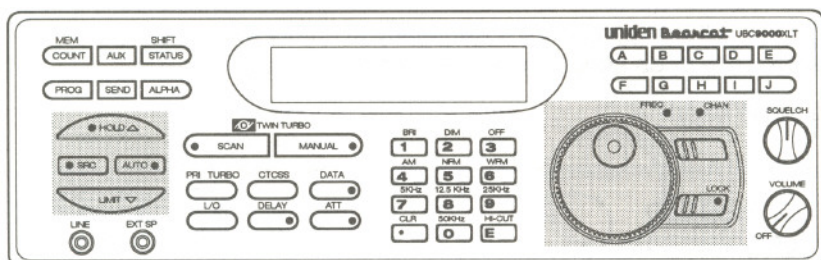 MEM SHIFT
COUNT AUX STATUS
PROG SEND ALPHA
uniden Bearcat UBC9000XLT
A B C D E
F G H I J
FREQ CHAN
SQUELCH
HOLD △
SRC AUTO
LIMIT ▽
LINE EXT SP
TWIN TURBO
SCAN MANUAL
PRI TURBO CTCSS DATA
L/O DELAY ATT
BRI DIM OFF
1 2 3
AM NFM WFM
4 5 6
5KHz 12.5 KHz 25KHz
7 8 9
CLR 50KHz HI-CUT
. 0 E
LOCK
VOLUME
OFF